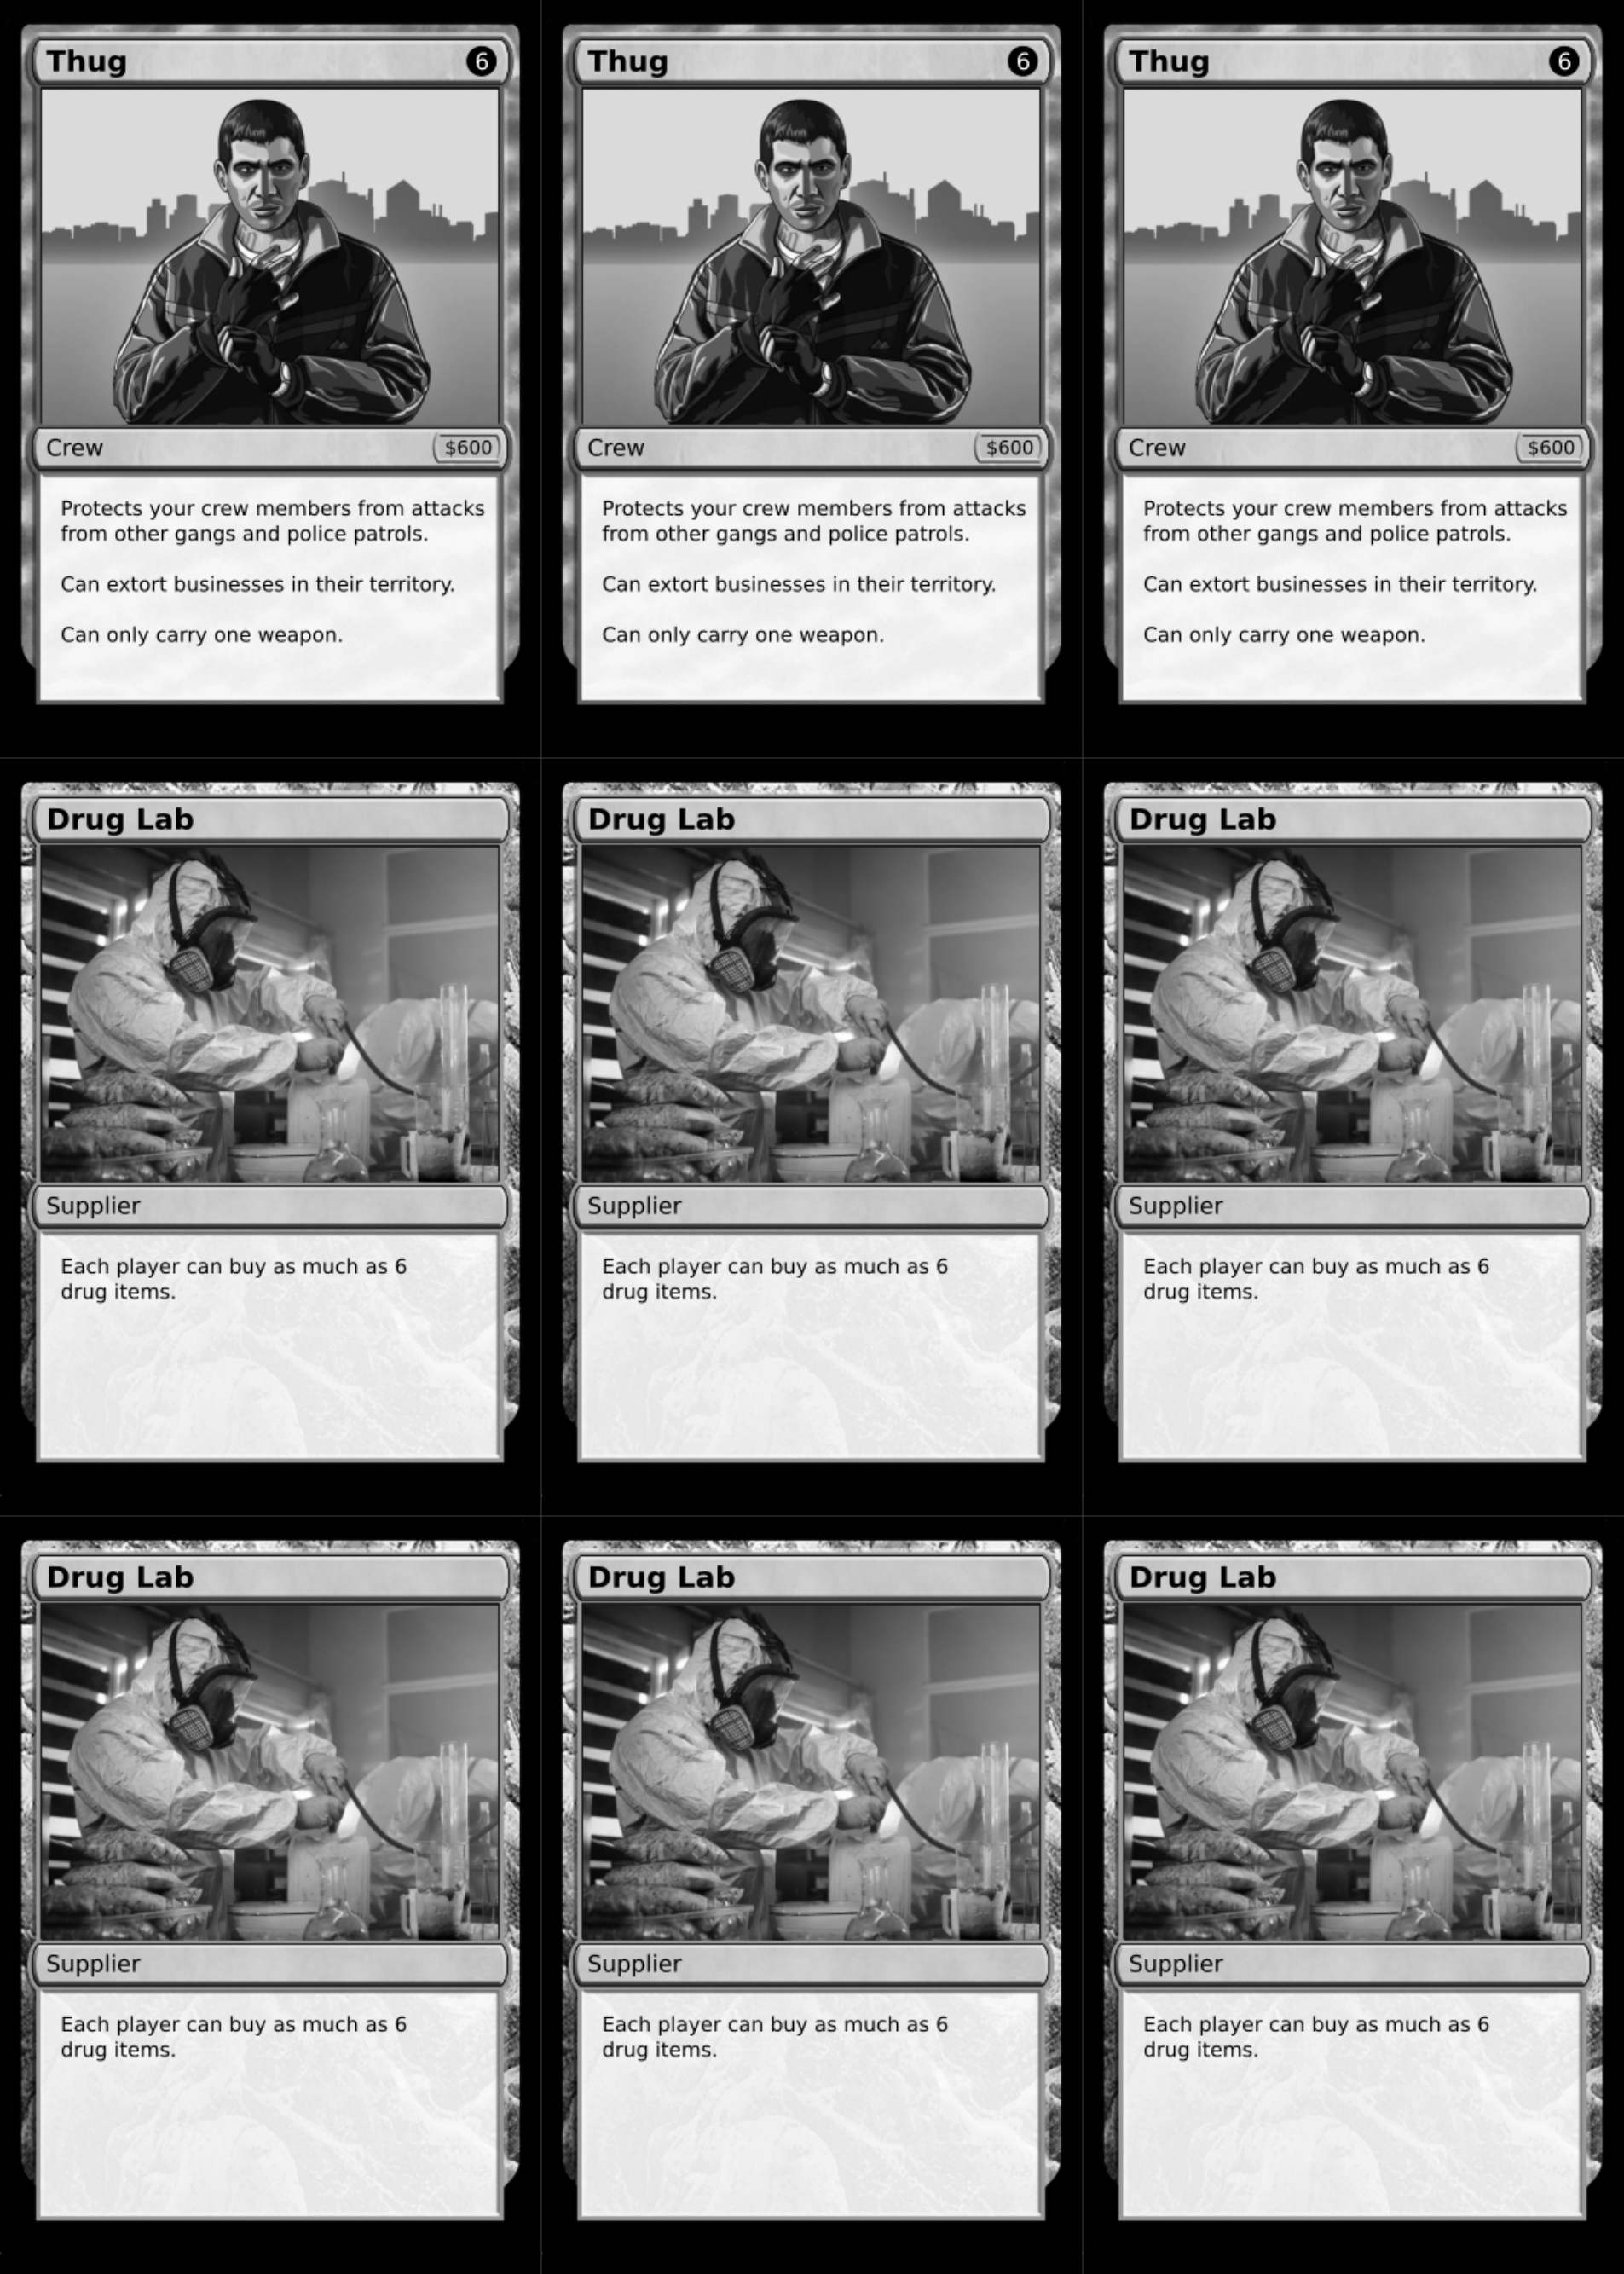 Thug 6
Crew $600
Protects your crew members from attacks
from other gangs and police patrols.
Can extort businesses in their territory.
Can only carry one weapon.
Thug 6
Crew $600
Protects your crew members from attacks
from other gangs and police patrols.
Can extort businesses in their territory.
Can only carry one weapon.
Thug 6
Crew $600
Protects your crew members from attacks
from other gangs and police patrols.
Can extort businesses in their territory.
Can only carry one weapon.
Drug Lab
Supplier
Each player can buy as much as 6
drug items.
Drug Lab
Supplier
Each player can buy as much as 6
drug items.
Drug Lab
Supplier
Each player can buy as much as 6
drug items.
Drug Lab
Supplier
Each player can buy as much as 6
drug items.
Drug Lab
Supplier
Each player can buy as much as 6
drug items.
Drug Lab
Supplier
Each player can buy as much as 6
drug items.